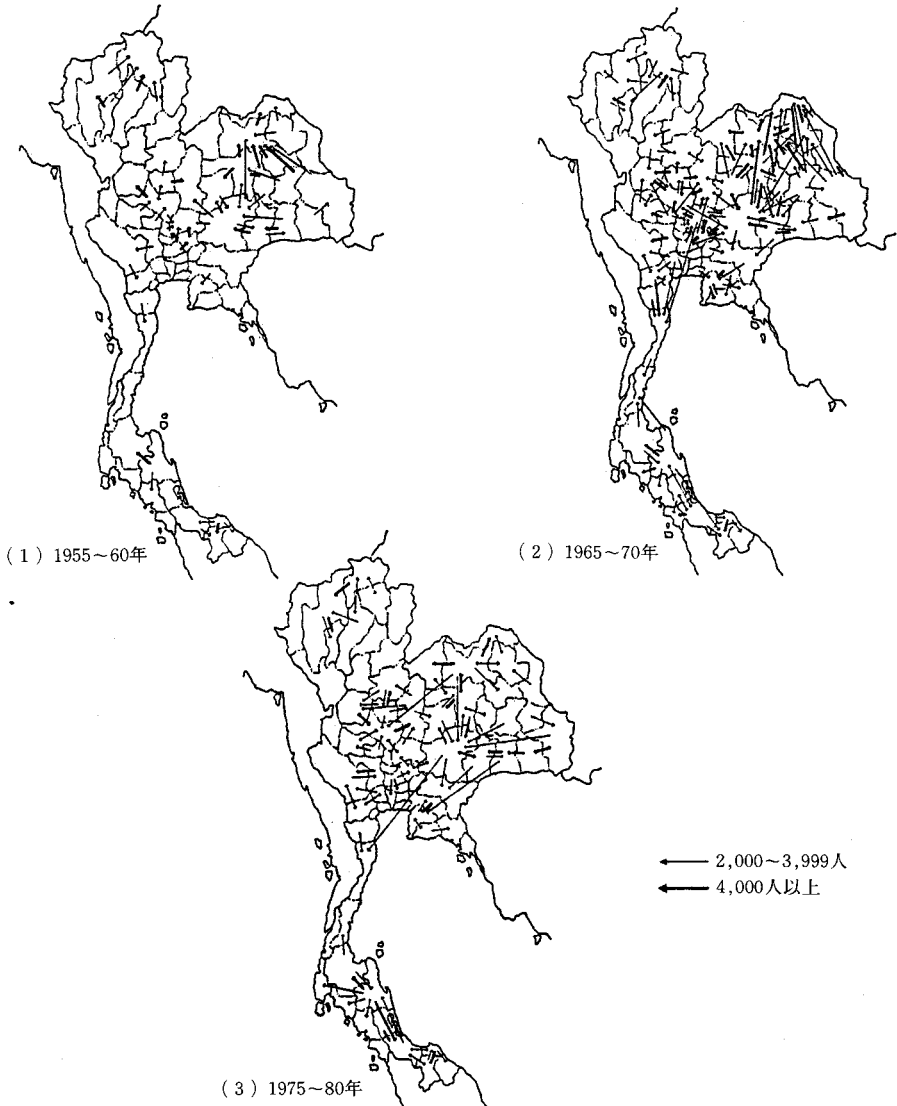 (1) 1955~60年
(2) 1965~70年
2,000~3,999人
4,000人以上
(3) 1975~80年